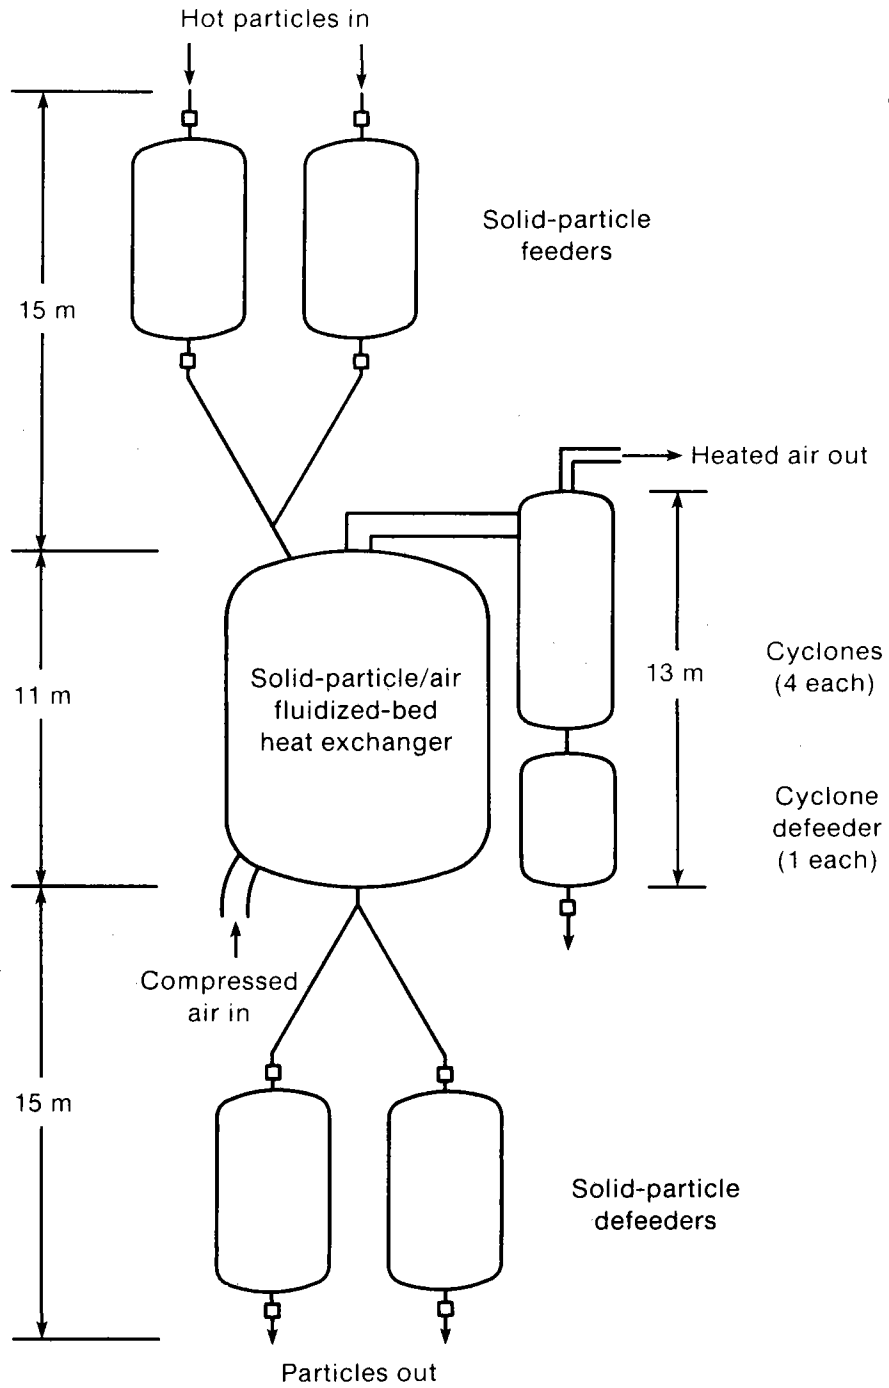 Hot particles in
Solid-particle
feeders
15 m
Heated air out
Solid-particle/air
fluidized-bed
heat exchanger
11 m
13 m
Cyclones
(4 each)
Cyclone
defeeder
(1 each)
Compressed
air in
15 m
Solid-particle
defeeders
Particles out